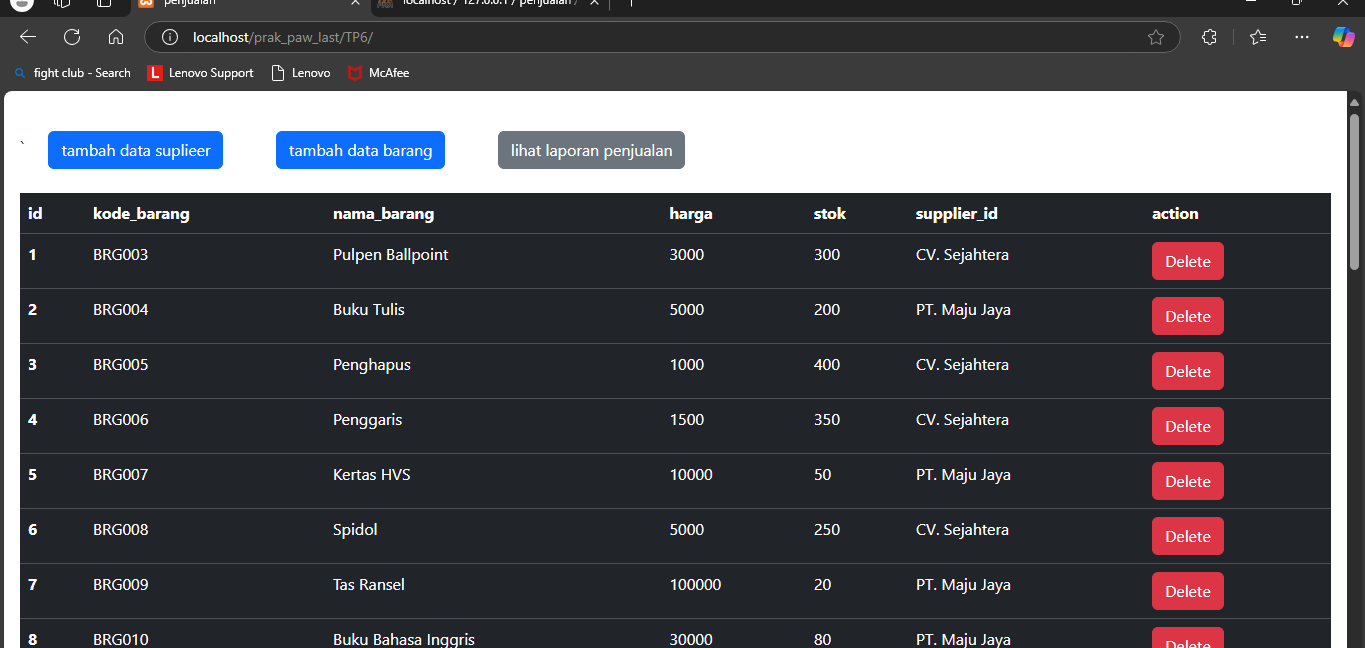 penjualan
localhost / 127.0.0.1 / penjualan /
localhost/prak_paw_last/TP6/
fight club - Search L Lenovo Support Lenovo McAfee
` tambah data suplieer tambah data barang lihat laporan penjualan
id kode_barang nama_barang harga stok supplier_id action
1 BRG003 Pulpen Ballpoint 3000 300 CV. Sejahtera Delete
2 BRG004 Buku Tulis 5000 200 PT. Maju Jaya Delete
3 BRG005 Penghapus 1000 400 CV. Sejahtera Delete
4 BRG006 Penggaris 1500 350 CV. Sejahtera Delete
5 BRG007 Kertas HVS 10000 50 PT. Maju Jaya Delete
6 BRG008 Spidol 5000 250 CV. Sejahtera Delete
7 BRG009 Tas Ransel 100000 20 PT. Maju Jaya Delete
8 BRG010 Buku Bahasa Inggris 30000 80 PT. Maju Jaya Delete